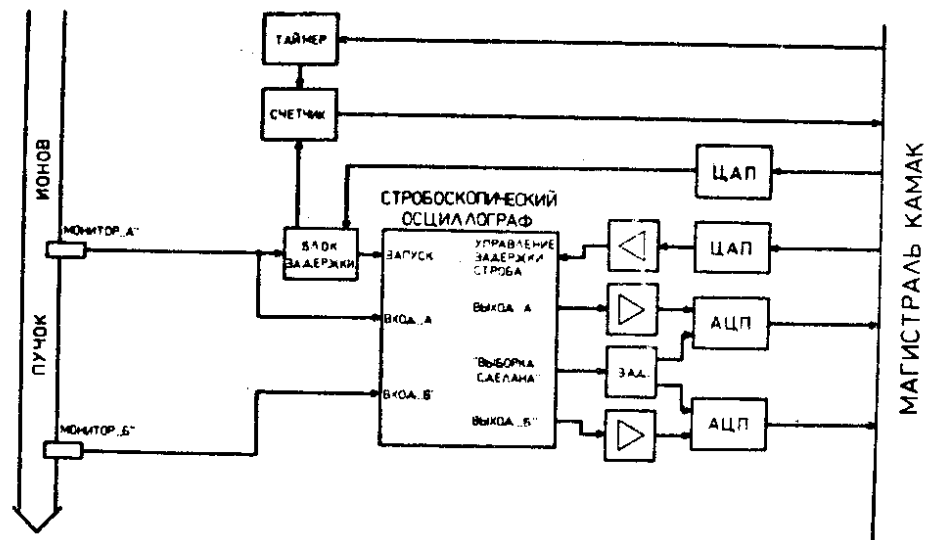 ТАЙМЕР
СЧЕТЧИК
ЦАП
СТРОБОСКОПИЧЕСКИЙ
ОСЦИЛЛОГРАФ
ИОНОВ
ПУЧОК
МОНИТОР „А"
БЛОК
ЗАДЕРЖКИ
ЗАПУСК
УПРАВЛЕНИЕ
ЗАДЕРЖКИ
СТРОБА
ЦАП
ВХОД „А
ВЫХОД „А
АЦП
"ВЫБОРКА
СДЕЛАНА"
ЗАД.
ВХОД „Б"
ВЫХОД „Б"
АЦП
МОНИТОР „Б"
МАГИСТРАЛЬ КАМАК